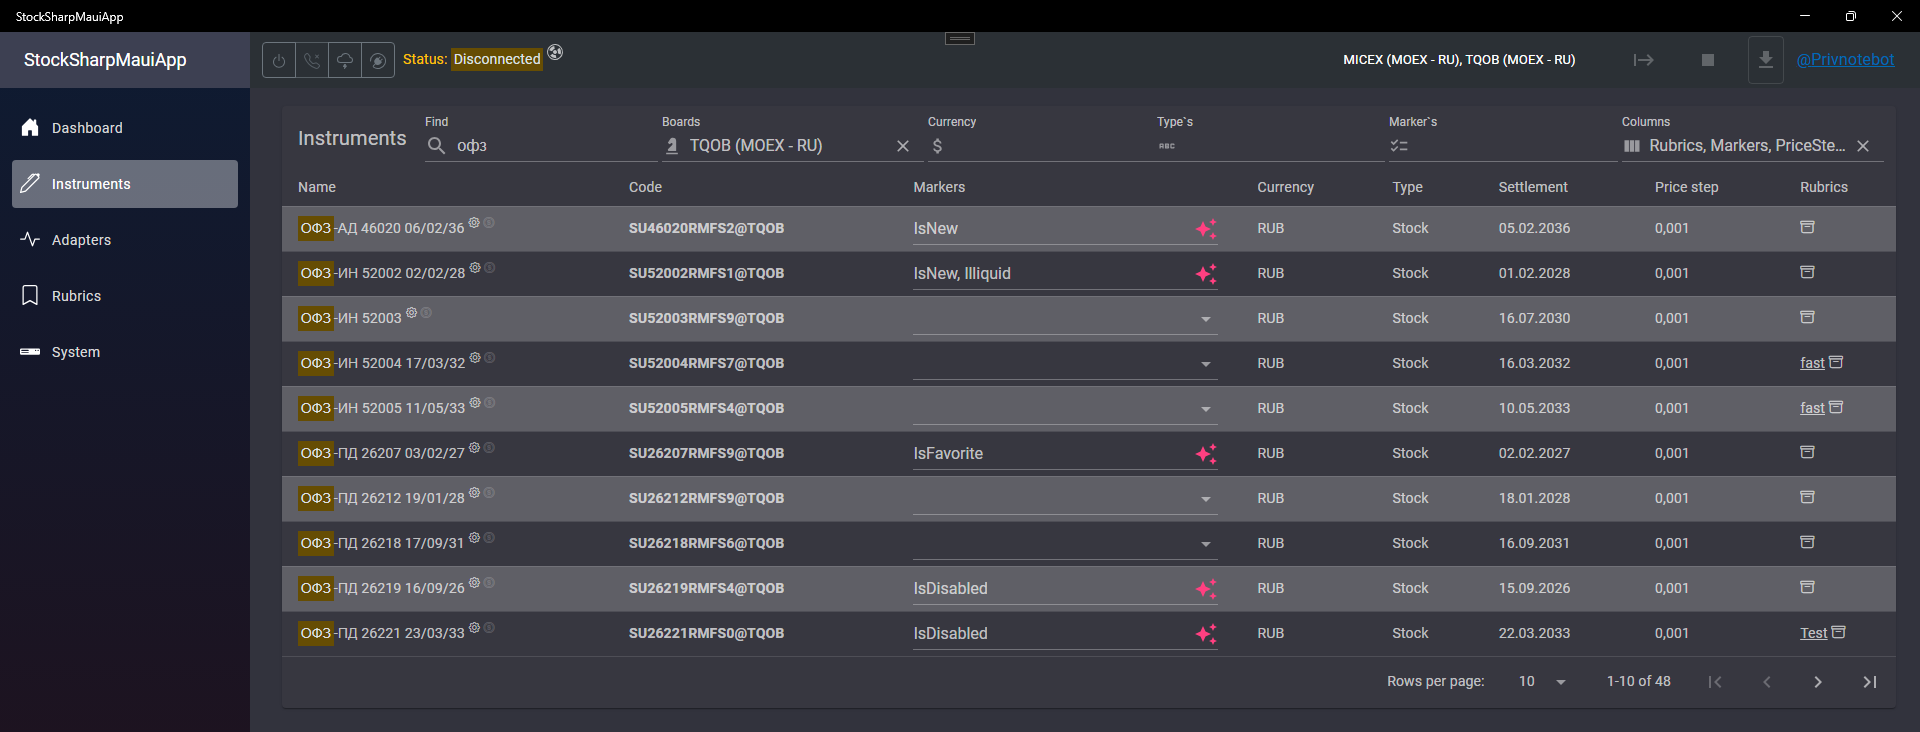 StockSharpMauiApp
StockSharpMauiApp
Status: Disconnected
MICEX (MOEX - RU), TQOB (MOEX - RU)
@Privnotebot
Dashboard
Instruments
Adapters
Rubrics
System
Instruments
Find
офз
Boards
TQOB (MOEX - RU)
Currency
Type`s
ABC
Marker`s
Columns
Rubrics, Markers, PriceSte...
Name Code Markers Currency Type Settlement Price step Rubrics
ОФЗ-АД 46020 06/02/36 SU46020RMFS2@TQOB IsNew RUB Stock 05.02.2036 0,001
ОФЗ-ИН 52002 02/02/28 SU52002RMFS1@TQOB IsNew, Illiquid RUB Stock 01.02.2028 0,001
ОФЗ-ИН 52003 SU52003RMFS9@TQOB RUB Stock 16.07.2030 0,001
ОФЗ-ИН 52004 17/03/32 SU52004RMFS7@TQOB RUB Stock 16.03.2032 0,001 fast
ОФЗ-ИН 52005 11/05/33 SU52005RMFS4@TQOB RUB Stock 10.05.2033 0,001 fast
ОФЗ-ПД 26207 03/02/27 SU26207RMFS9@TQOB IsFavorite RUB Stock 02.02.2027 0,001
ОФЗ-ПД 26212 19/01/28 SU26212RMFS9@TQOB RUB Stock 18.01.2028 0,001
ОФЗ-ПД 26218 17/09/31 SU26218RMFS6@TQOB RUB Stock 16.09.2031 0,001
ОФЗ-ПД 26219 16/09/26 SU26219RMFS4@TQOB IsDisabled RUB Stock 15.09.2026 0,001
ОФЗ-ПД 26221 23/03/33 SU26221RMFS0@TQOB IsDisabled RUB Stock 22.03.2033 0,001 Test
Rows per page: 10 1-10 of 48